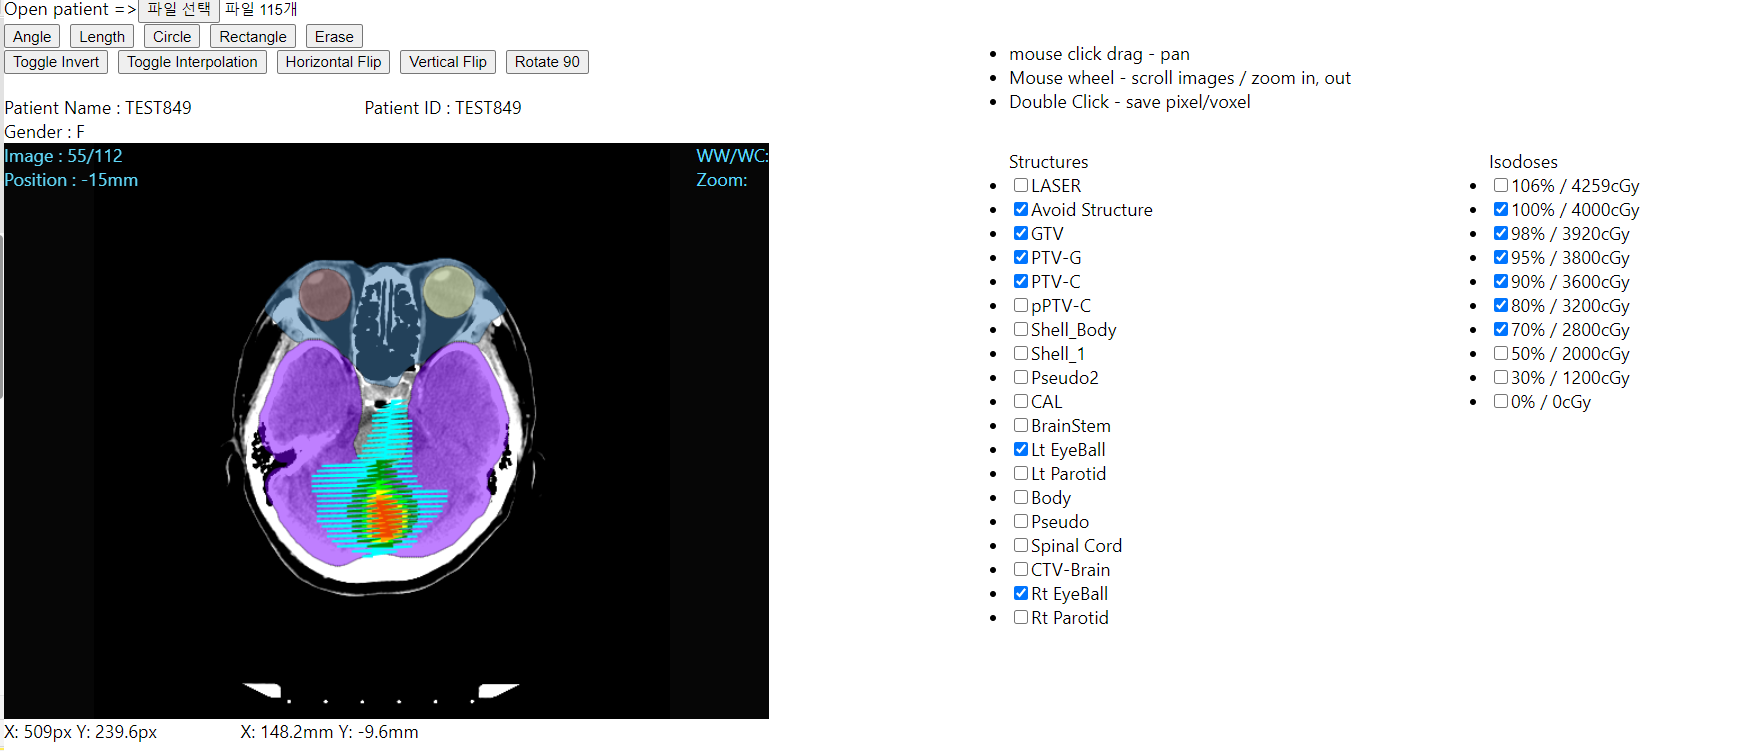 Open patient => 파일 선택 파일 115개
Angle Length Circle Rectangle Erase
Toggle Invert Toggle Interpolation Horizontal Flip Vertical Flip Rotate 90
Patient Name : TEST849 Patient ID : TEST849
Gender : F
Image : 55/112 WW/WC:
Position : -15mm Zoom:
X: 509px Y: 239.6px X: 148.2mm Y: -9.6mm
mouse click drag - pan
Mouse wheel - scroll images / zoom in, out
Double Click - save pixel/voxel
Structures
LASER
Avoid Structure
GTV
PTV-G
PTV-C
pPTV-C
Shell_Body
Shell_1
Pseudo2
CAL
BrainStem
Lt EyeBall
Lt Parotid
Body
Pseudo
Spinal Cord
CTV-Brain
Rt EyeBall
Rt Parotid
Isodoses
106% / 4259cGy
100% / 4000cGy
98% / 3920cGy
95% / 3800cGy
90% / 3600cGy
80% / 3200cGy
70% / 2800cGy
50% / 2000cGy
30% / 1200cGy
0% / 0cGy